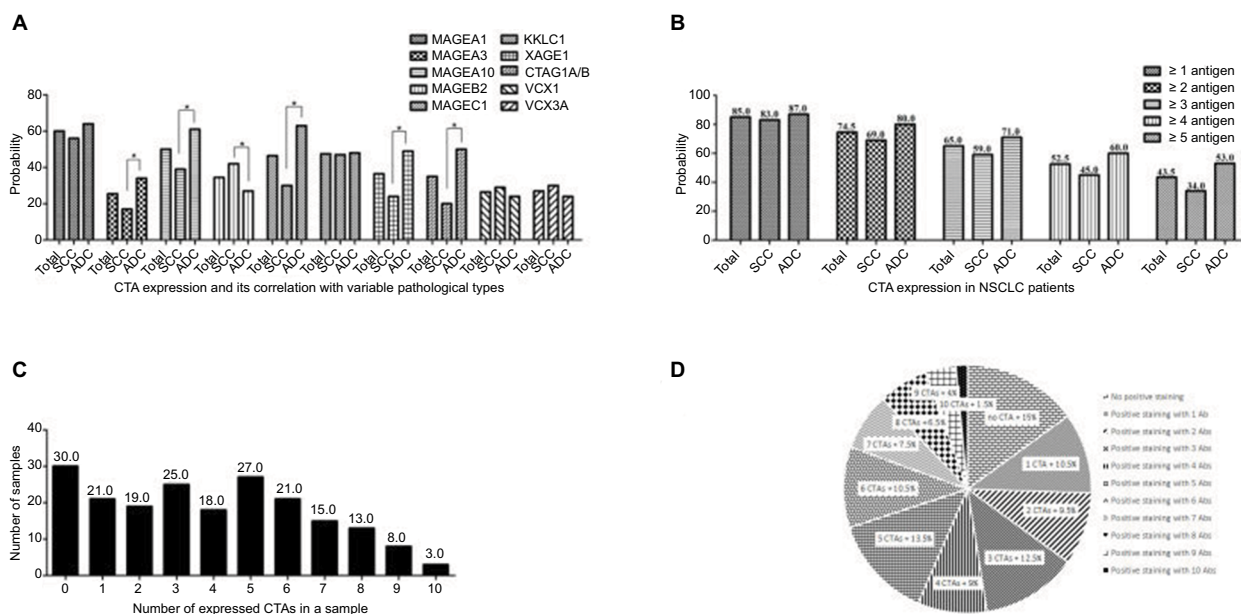 A
MAGEA1
MAGEA3
MAGEA10
MAGEB2
MAGEC1
KKLC1
XAGE1
CTAG1A/B
VCX1
VCX3A
80
60
40
20
0
Probability
* * * * * *
Total SCC ADC Total SCC ADC Total SCC ADC Total SCC ADC Total SCC ADC Total SCC ADC Total SCC ADC Total SCC ADC Total SCC ADC Total SCC ADC
CTA expression and its correlation with variable pathological types
B
≥ 1 antigen
≥ 2 antigen
≥ 3 antigen
≥ 4 antigen
≥ 5 antigen
100
80
60
40
20
0
Probability
85.0 83.0 87.0 74.5 69.0 80.0 65.0 59.0 71.0 52.5 45.0 60.0 43.5 34.0 53.0
Total SCC ADC Total SCC ADC Total SCC ADC Total SCC ADC Total SCC ADC
CTA expression in NSCLC patients
C
40
30
20
10
0
Number of samples
30.0 21.0 19.0 25.0 18.0 27.0 21.0 15.0 13.0 8.0 3.0
0 1 2 3 4 5 6 7 8 9 10
Number of expressed CTAs in a sample
D
no CTA = 15%
1 CTA = 10.5%
2 CTAs = 9.5%
3 CTAs = 12.5%
4 CTAs = 9%
5 CTAs = 13.5%
6 CTAs = 10.5%
7 CTAs = 7.5%
8 CTAs = 6.5%
9 CTAs = 4%
10 CTAs = 1.5%
No positive staining
Positive staining with 1 Ab
Positive staining with 2 Abs
Positive staining with 3 Abs
Positive staining with 4 Abs
Positive staining with 5 Abs
Positive staining with 6 Abs
Positive staining with 7 Abs
Positive staining with 8 Abs
Positive staining with 9 Abs
Positive staining with 10 Abs